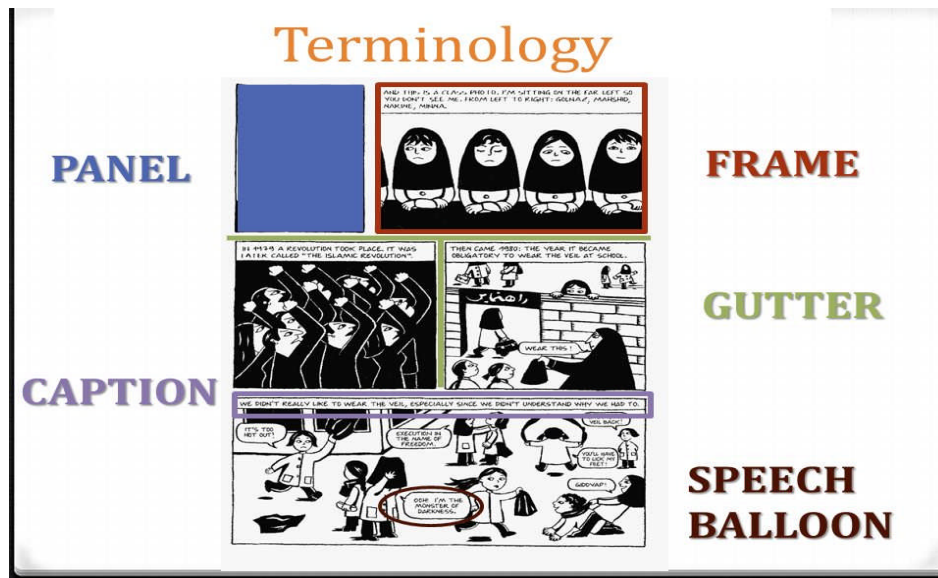 Terminology
PANEL
FRAME
GUTTER
CAPTION
SPEECH
BALLOON
AND THIS IS A CLASS PHOTO. I'M SITTING ON THE FAR LEFT SO
YOU DON'T SEE ME. FROM LEFT TO RIGHT: GOLNAZ, MAHSHID,
NARINE, MINNA.
IN 1979 A REVOLUTION TOOK PLACE. IT WAS
LATER CALLED "THE ISLAMIC REVOLUTION".
THEN CAME 1980: THE YEAR IT BECAME
OBLIGATORY TO WEAR THE VEIL AT SCHOOL.
راهنمایی
WEAR THIS!
WE DIDN'T REALLY LIKE TO WEAR THE VEIL, ESPECIALLY SINCE WE DIDN'T UNDERSTAND WHY WE HAD TO.
IT'S TOO
HOT OUT!
EXECUTION IN
THE NAME OF
FREEDOM.
VEIL BACK!
YOU'LL HAVE
TO LICK MY
FEET!
OOH! I'M THE
MONSTER OF
DARKNESS.
GIDDYAP!